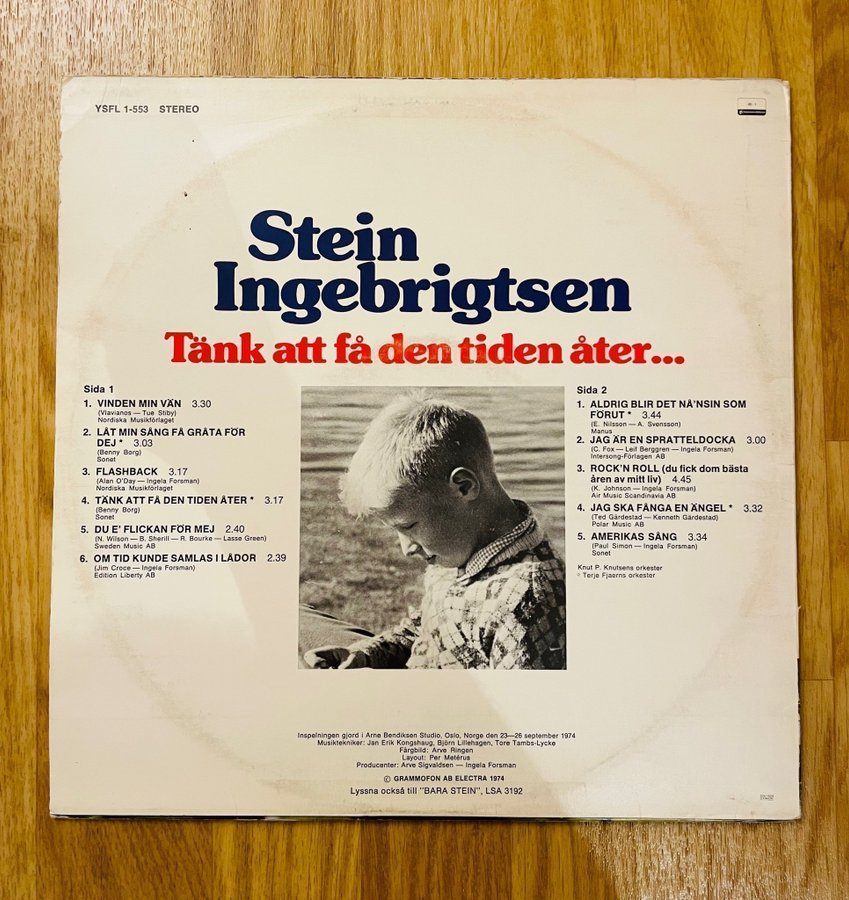 YSFL 1-553 STEREO
Stein
Ingebrigtsen
Tänk att få den tiden åter...
Sida 1
1. VINDEN MIN VÄN 3.30
(Vlavianos — Tue Stiby)
Nordiska Musikförlaget
2. LÅT MIN SÅNG FÅ GRÅTA FÖR
DEJ * 3.03
(Benny Borg)
Sonet
3. FLASHBACK 3.17
(Alan O'Day — Ingela Forsman)
Nordiska Musikförlaget
4. TÄNK ATT FÅ DEN TIDEN ÅTER * 3.17
(Benny Borg)
Sonet
5. DU E' FLICKAN FÖR MEJ 2.40
(N. Wilson — B. Sherill — R. Bourke — Lasse Green)
Sweden Music AB
6. OM TID KUNDE SAMLAS I LÅDOR 2.39
(Jim Croce — Ingela Forsman)
Edition Liberty AB
Sida 2
1. ALDRIG BLIR DET NÅ'NSIN SOM
FÖRUT * 3.44
(E. Nilsson — A. Svensson)
Manus
2. JAG ÄR EN SPRATTELDOCKA 3.00
(C. Fox — Leif Berggren — Ingela Forsman)
Intersong-Förlagen AB
3. ROCK'N ROLL (du fick dom bästa
åren av mitt liv) 4.45
(K. Johnson — Ingela Forsman)
Air Music Scandinavia AB
4. JAG SKA FÅNGA EN ÄNGEL * 3.32
(Ted Gärdestad — Kenneth Gärdestad)
Polar Music AB
5. AMERIKAS SÅNG 3.34
(Paul Simon — Ingela Forsman)
Sonet
Knut P. Knutsens orkester
* Terje Fjaerns orkester
Inspelningen gjord i Arne Bendiksen Studio, Oslo, Norge den 23—26 september 1974
Musiktekniker: Jan Erik Kongshaug, Björn Lillehagen, Tore Tambs-Lycke
Färgbild: Arve Ringen
Layout: Per Metérus
Producenter: Arve Sigvaldsen — Ingela Forsman
© GRAMMOFON AB ELECTRA 1974
Lyssna också till "BARA STEIN", LSA 3192